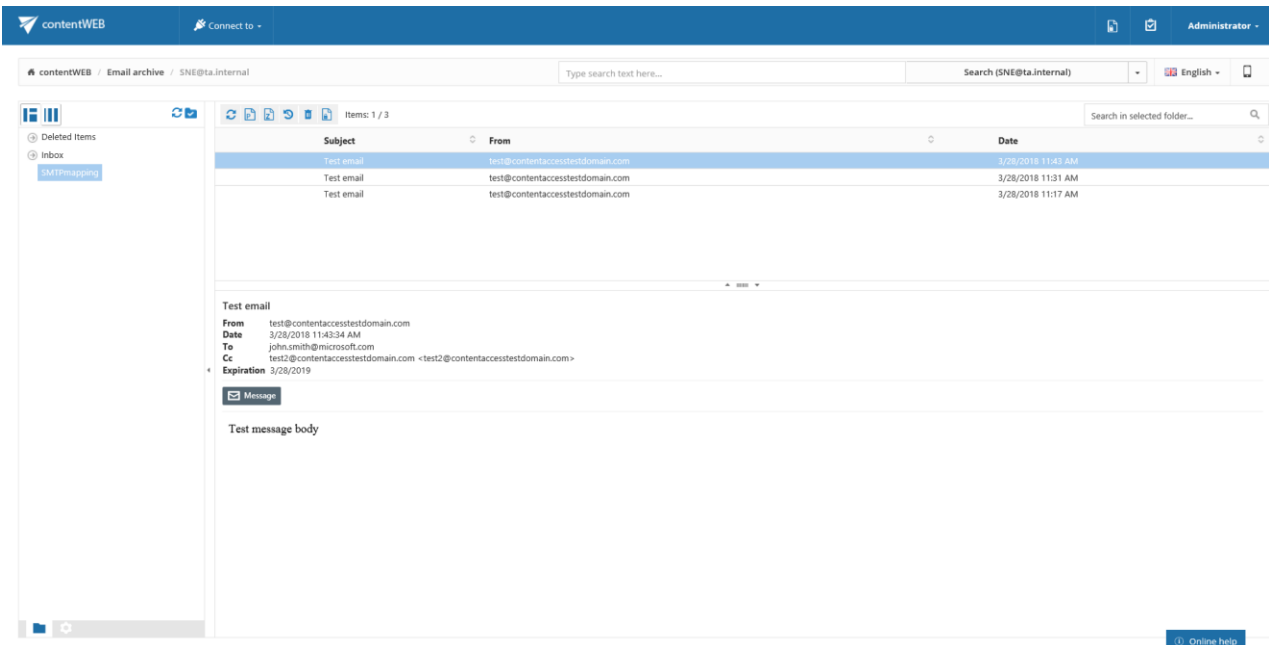 contentWEB Connect to Administrator
contentWEB / Email archive / SNE@ta.internal Type search text here... Search (SNE@ta.internal) English
Items: 1 / 3 Search in selected folder...
Deleted Items
Inbox
SMTPmapping
Subject From Date
Test email test@contentaccesstestdomain.com 3/28/2018 11:43 AM
Test email test@contentaccesstestdomain.com 3/28/2018 11:31 AM
Test email test@contentaccesstestdomain.com 3/28/2018 11:17 AM
Test email
From test@contentaccesstestdomain.com
Date 3/28/2018 11:43:34 AM
To john.smith@microsoft.com
Cc test2@contentaccesstestdomain.com <test2@contentaccesstestdomain.com>
Expiration 3/28/2019
Message
Test message body
Online help